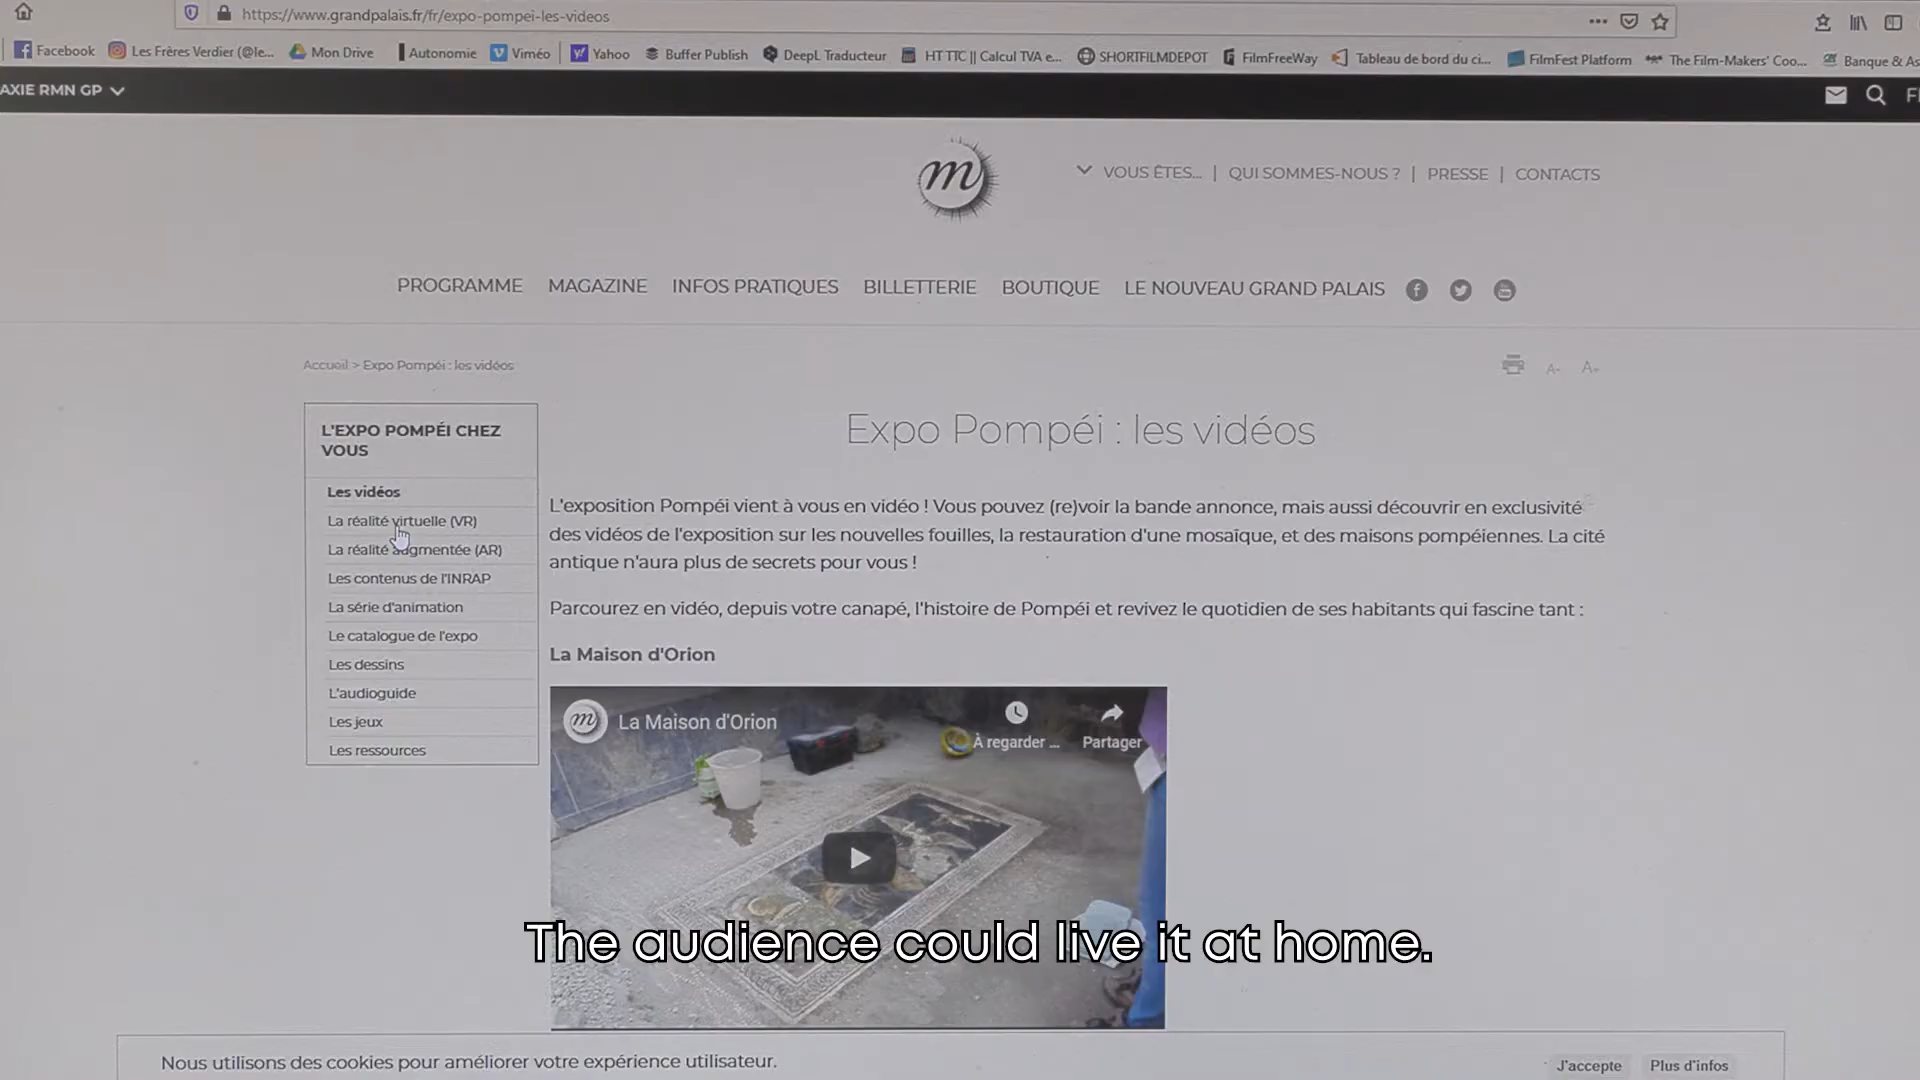 https://www.grandpalais.fr/fr/expo-pompei-les-videos
Facebook Les Frères Verdier (@le... Mon Drive Autonomie Viméo Yahoo Buffer Publish DeepL Traducteur HT TTC || Calcul TVA e... SHORTFILMDEPOT FilmFreeWay Tableau de bord du ci... FilmFest Platform The Film-Makers' Coo... Banque & As
AXIE RMN GP
m
VOUS ÊTES... | QUI SOMMES-NOUS ? | PRESSE | CONTACTS
PROGRAMME MAGAZINE INFOS PRATIQUES BILLETTERIE BOUTIQUE LE NOUVEAU GRAND PALAIS
Accueil > Expo Pompéi : les vidéos
A- A+
L'EXPO POMPÉI CHEZ
VOUS
Les vidéos
La réalité virtuelle (VR)
La réalité augmentée (AR)
Les contenus de l'INRAP
La série d'animation
Le catalogue de l'expo
Les dessins
L'audioguide
Les jeux
Les ressources
Expo Pompéi : les vidéos
L'exposition Pompéi vient à vous en vidéo ! Vous pouvez (re)voir la bande annonce, mais aussi découvrir en exclusivité
des vidéos de l'exposition sur les nouvelles fouilles, la restauration d'une mosaïque, et des maisons pompéiennes. La cité
antique n'aura plus de secrets pour vous !
Parcourez en vidéo, depuis votre canapé, l'histoire de Pompéi et revivez le quotidien de ses habitants qui fascine tant :
La Maison d'Orion
m La Maison d'Orion
À regarder ... Partager
The audience could live it at home.
Nous utilisons des cookies pour améliorer votre expérience utilisateur.
J'accepte Plus d'infos